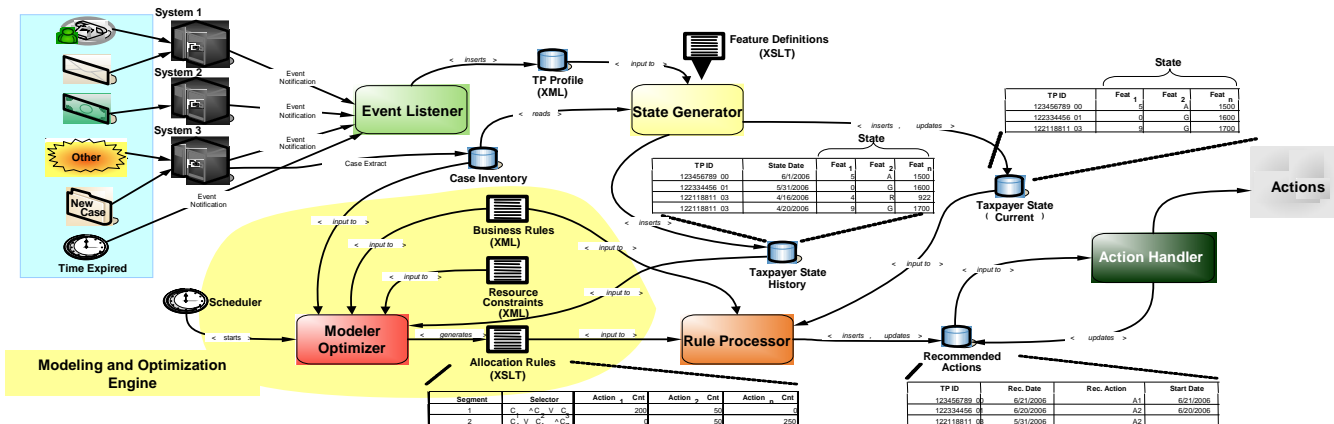 System 1
System 2
System 3
Other
New
Case
Time Expired
Event
Notification
Event
Notification
Event
Notification
Event
Notification
Case Extract
Event Listener
< inserts >
TP Profile
(XML)
< input to >
Feature Definitions
(XSLT)
State Generator
< reads >
Case Inventory
< inserts , updates >
< inserts >
State
TP ID Feat 1 Feat 2 Feat n
123456789 00 5 A 1500
122334456 01 0 G 1600
122118811 03 9 G 1700
State
TP ID State Date Feat 1 Feat 2 Feat n
123456789 00 6/1/2006 5 A 1500
122334456 01 5/31/2006 0 G 1600
122118811 03 4/16/2006 4 R 922
122118811 03 4/20/2006 9 G 1700
Taxpayer State
( Current )
Taxpayer State
History
Actions
Action Handler
< input to >
< input to >
< input to >
Business Rules
(XML)
< input to >
< input to >
Resource
Constraints
(XML)
< input to >
< input to >
< input to >
Scheduler
< starts >
Modeler
Optimizer
< generates >
Allocation Rules
(XSLT)
< input to >
Rule Processor
< inserts , updates >
Recommended
Actions
< updates >
Modeling and Optimization
Engine
Segment Selector Action 1 Cnt Action 2 Cnt Action n Cnt
1 C1 ^C2 V C3 200 50 0
2 C V C ^C 0 50 250
TP ID Rec. Date Rec. Action Start Date
123456789 00 6/21/2006 A1 6/21/2006
122334456 01 6/20/2006 A2 6/20/2006
122118811 03 5/31/2006 A2